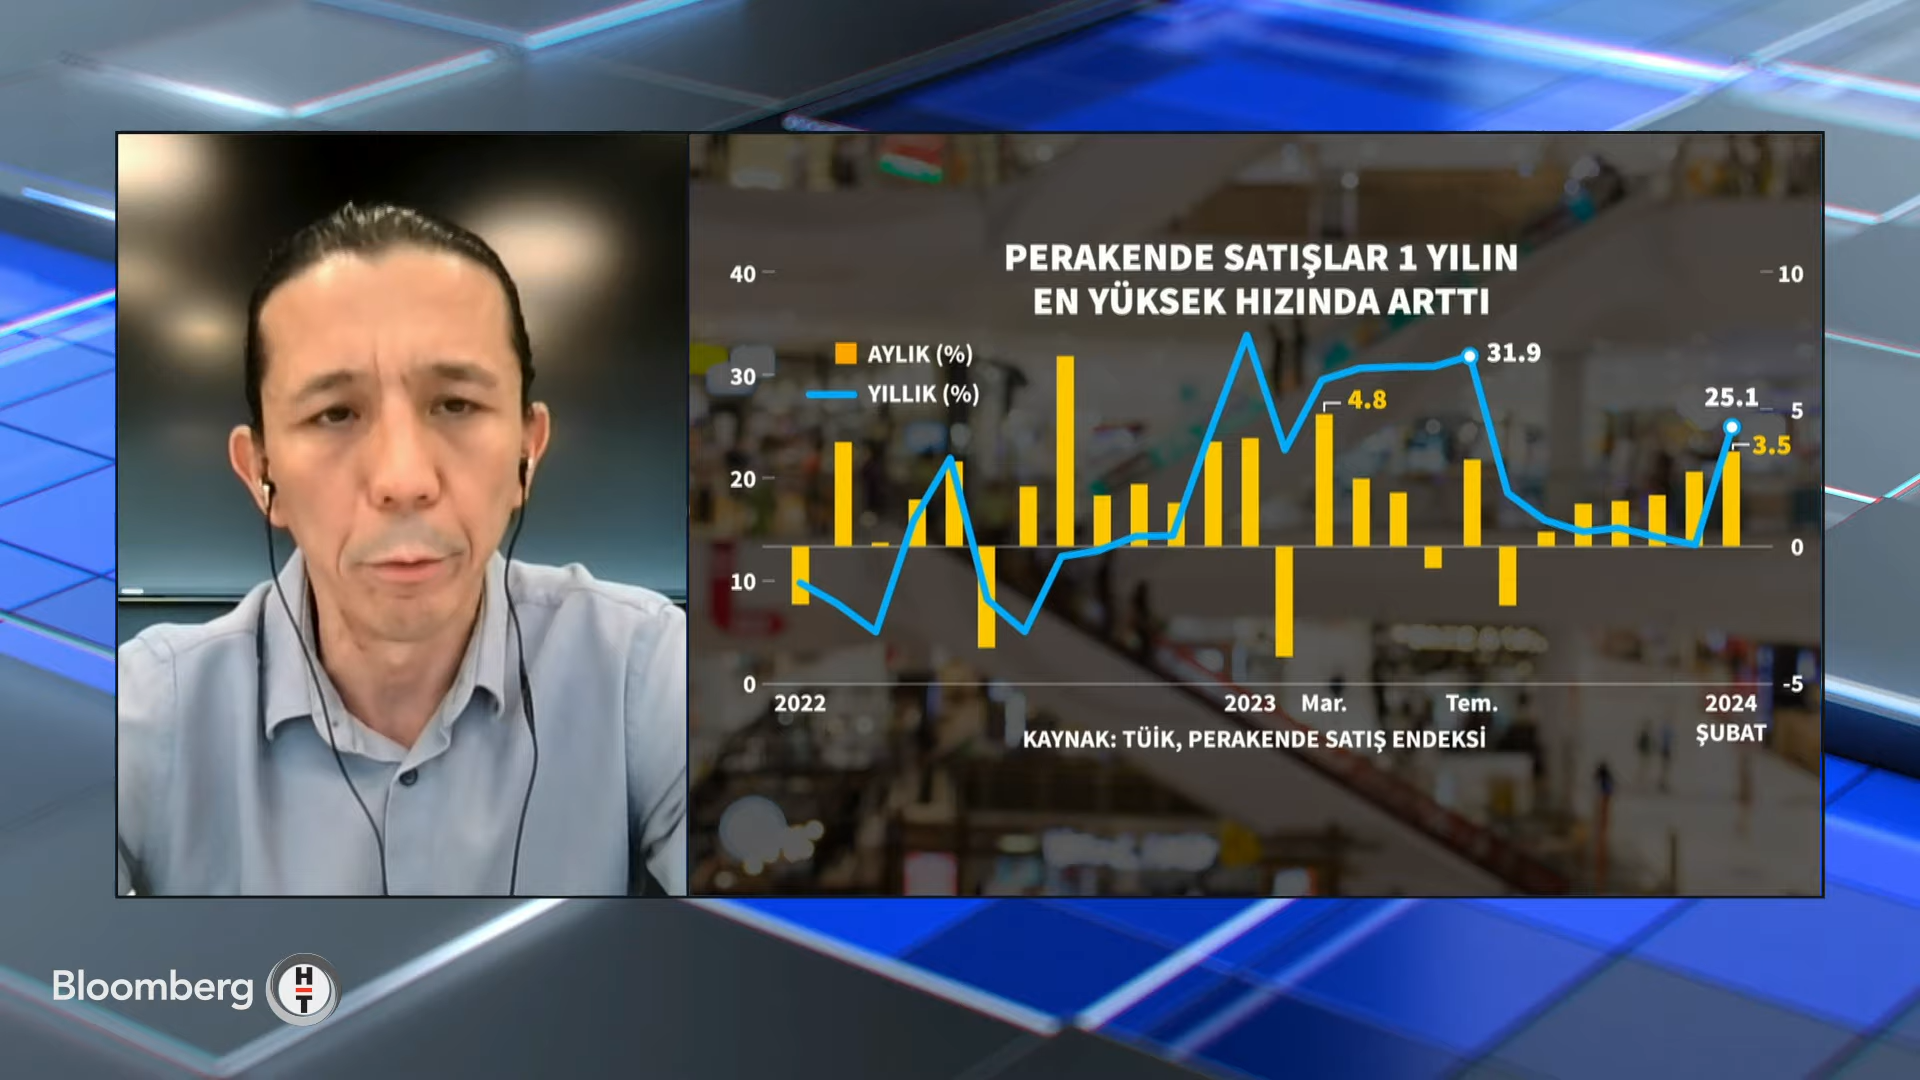 PERAKENDE SATIŞLAR 1 YILIN
EN YÜKSEK HIZINDA ARTTI
AYLIK (%)
YILLIK (%)
40
30
20
10
0
10
5
0
-5
31.9
4.8
25.1
3.5
2022
2023
Mar.
Tem.
2024
ŞUBAT
KAYNAK: TÜİK, PERAKENDE SATIŞ ENDEKSİ
Bloomberg HT